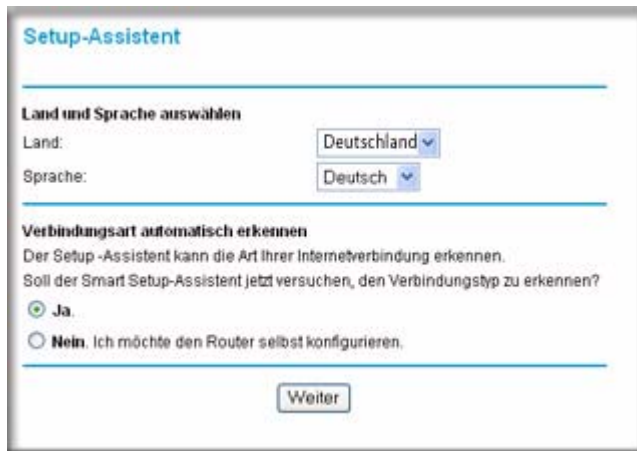 Setup-Assistent
Land und Sprache auswählen
Land: Deutschland
Sprache: Deutsch
Verbindungsart automatisch erkennen
Der Setup -Assistent kann die Art Ihrer Internetverbindung erkennen.
Soll der Smart Setup-Assistent jetzt versuchen, den Verbindungstyp zu erkennen?
Ja.
Nein. Ich möchte den Router selbst konfigurieren.
Weiter